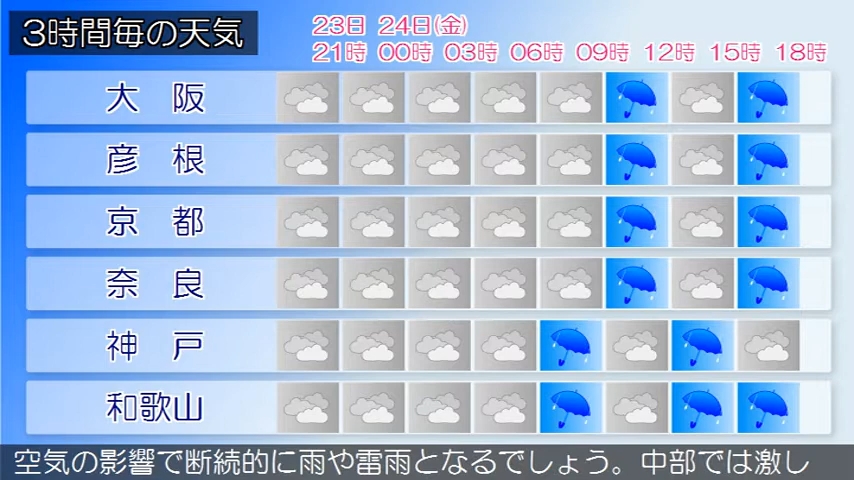 3時間毎の天気
23日 24日(金)
21時 00時 03時 06時 09時 12時 15時 18時
大阪
彦根
京都
奈良
神戸
和歌山
空気の影響で断続的に雨や雷雨となるでしょう。中部では激し